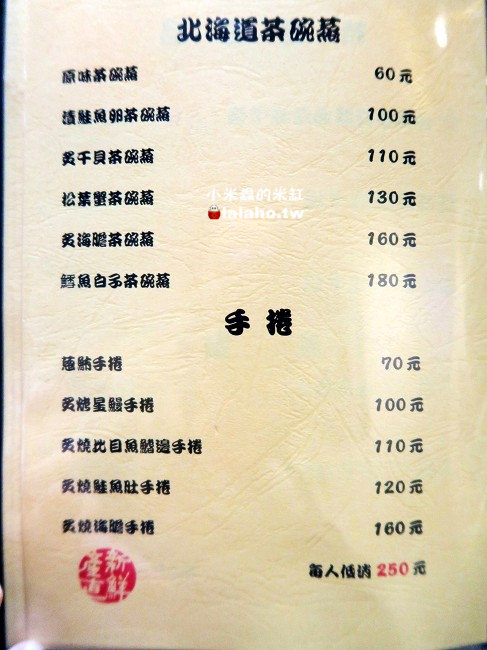 北海道茶碗蒸
原味茶碗蒸 60元
漬鮭魚卵茶碗蒸 100元
炙干貝茶碗蒸 110元
松葉蟹茶碗蒸 130元
小米蟲的米缸
lalaho.tw
炙海膽茶碗蒸 160元
鱈魚白子茶碗蒸 180元
手捲
蔥鮪手捲 70元
炙烤星鰻手捲 100元
炙燒比目魚鰭邊手捲 110元
炙燒鮭魚肚手捲 120元
炙燒海膽手捲 160元
新鮮
每人低消 250元